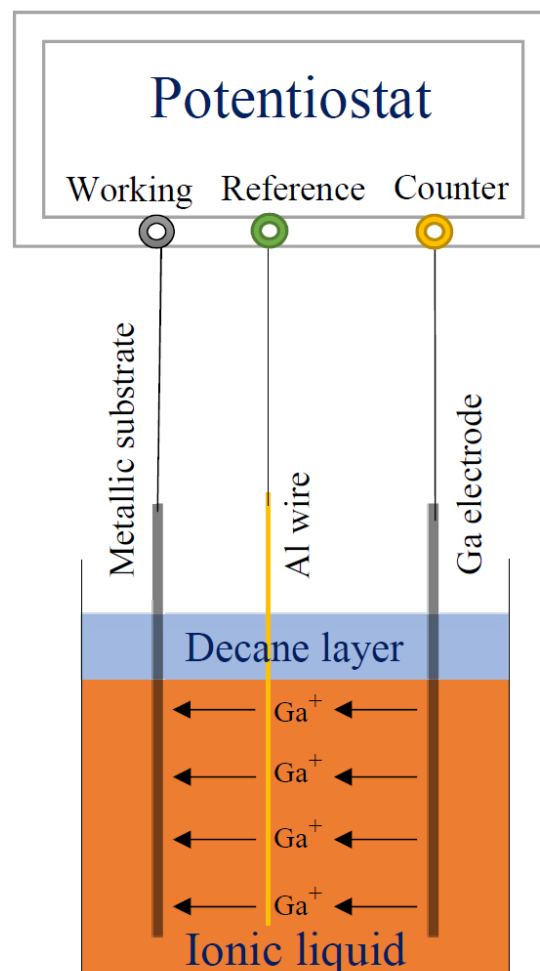 Potentiostat
Working
Reference
Counter
Metallic substrate
Al wire
Ga electrode
Decane layer
Ga⁺
Ga⁺
Ga⁺
Ga⁺
Ionic liquid